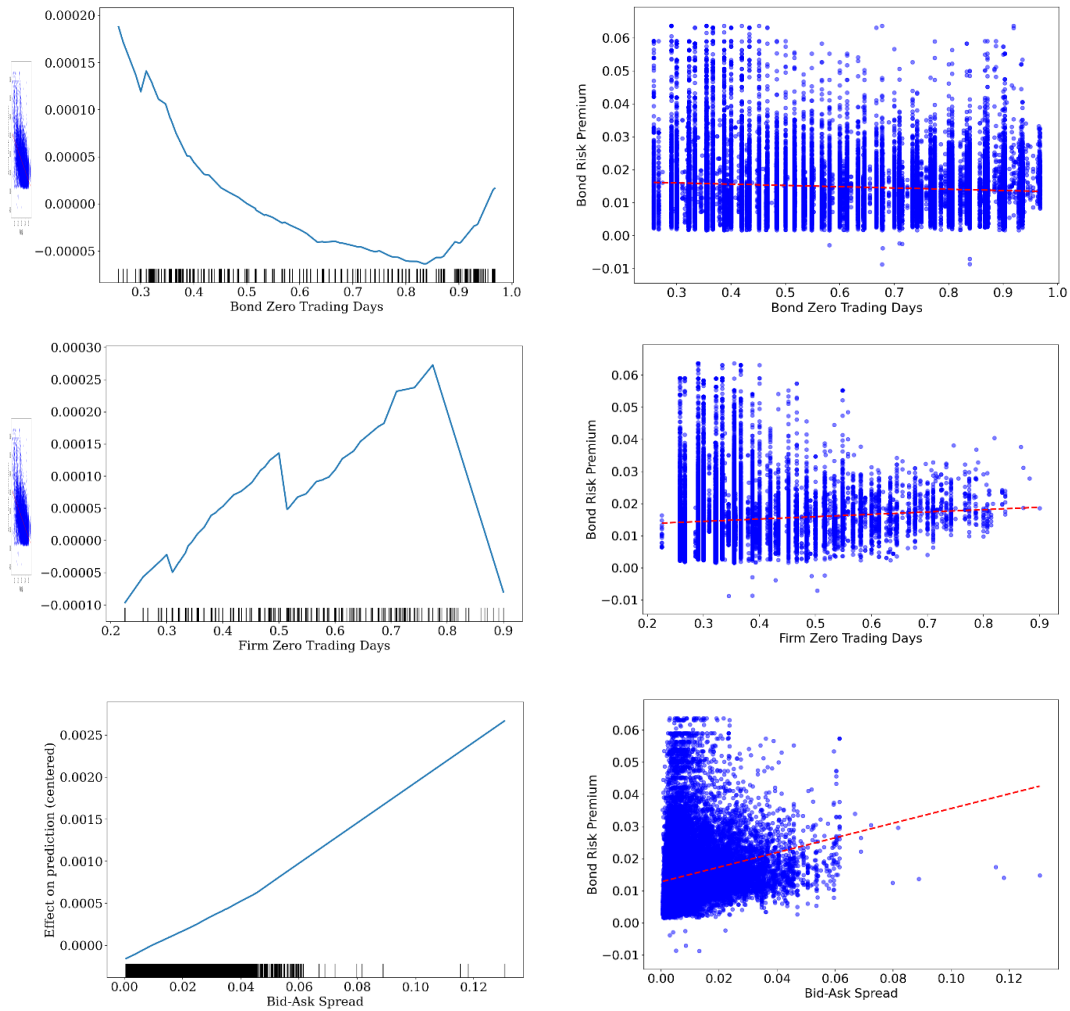 0.00020
0.00015
0.00010
0.00005
0.00000
−0.00005
0.3 0.4 0.5 0.6 0.7 0.8 0.9 1.0
Bond Zero Trading Days
Bond Risk Premium
0.06
0.05
0.04
0.03
0.02
0.01
0.00
−0.01
0.3 0.4 0.5 0.6 0.7 0.8 0.9 1.0
Bond Zero Trading Days
0.00030
0.00025
0.00020
0.00015
0.00010
0.00005
0.00000
−0.00005
−0.00010
0.2 0.3 0.4 0.5 0.6 0.7 0.8 0.9
Firm Zero Trading Days
Bond Risk Premium
0.06
0.05
0.04
0.03
0.02
0.01
0.00
−0.01
0.2 0.3 0.4 0.5 0.6 0.7 0.8 0.9
Firm Zero Trading Days
Effect on prediction (centered)
0.0025
0.0020
0.0015
0.0010
0.0005
0.0000
0.00 0.02 0.04 0.06 0.08 0.10 0.12
Bid-Ask Spread
Bond Risk Premium
0.06
0.05
0.04
0.03
0.02
0.01
0.00
−0.01
0.00 0.02 0.04 0.06 0.08 0.10 0.12
Bid-Ask Spread